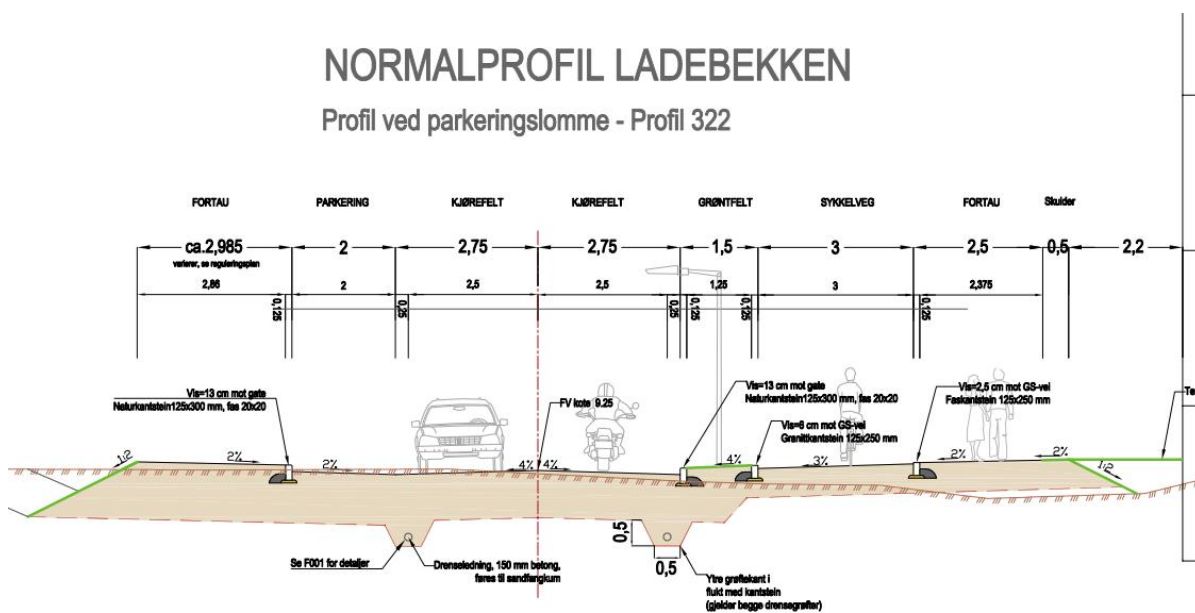 NORMALPROFIL LADEBEKKEN
Profil ved parkeringslomme - Profil 322
FORTAU PARKERING KJØREFELT KJØREFELT GRØNTFELT SYKKELVEG FORTAU Skulder
ca.2,985 2 2,75 2,75 1,5 3 2,5 0,5 2,2
varierer, se reguleringsplan
2,86 2 2,5 2,5 1,25 3 2,375
0,125 0,25 0,25 0,125 0,125 0,125
Vis=13 cm mot gate
Naturkantstein125x300 mm, fas 20x20
FV kote 9.25
Vis=13 cm mot gate
Naturkantstein125x300 mm, fas 20x20
Vis=6 cm mot GS-vei
Granittkantstein 125x250 mm
Vis=2,5 cm mot GS-vei
Faskantstein 125x250 mm
Te
1:2 2% 2% 4% 4% 4% 3% 2% 2% 1:2
0,5
0,5
Se F001 for detaljer
Drensledning, 150 mm betong,
føres til sandfangkum
Ytre grøftekant i
flukt med kantstein
(gjelder begge drensgrøfter)